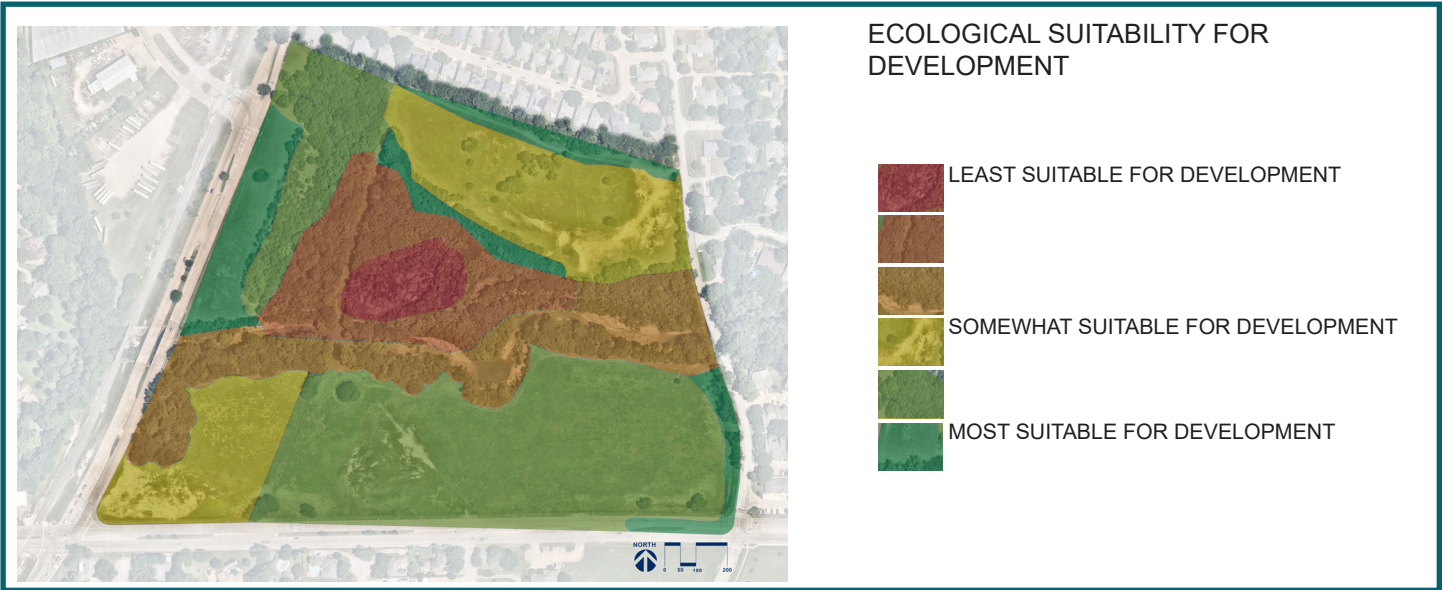 ECOLOGICAL SUITABILITY FOR
DEVELOPMENT
LEAST SUITABLE FOR DEVELOPMENT
SOMEWHAT SUITABLE FOR DEVELOPMENT
MOST SUITABLE FOR DEVELOPMENT
NORTH
0 50 100 200